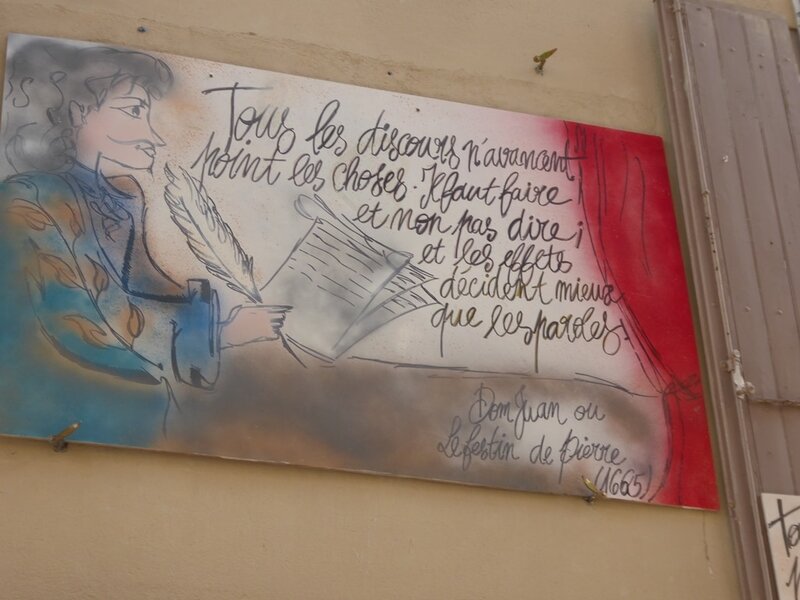 Tous les discours n'avancent
point les choses. Il faut faire
et non pas dire ;
et les effets
décident mieux
que les paroles.
Dom Juan ou
Le festin de Pierre
(1665)